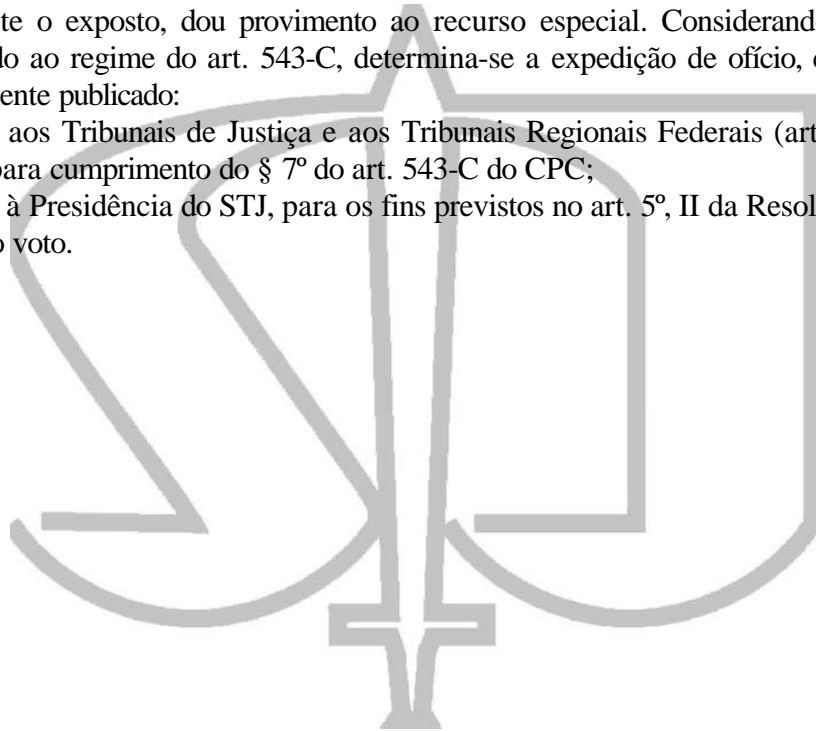 te o exposto, dou provimento ao recurso especial. Considerand
do ao regime do art. 543-C, determina-se a expedição de ofício,
ente publicado:
aos Tribunais de Justiça e aos Tribunais Regionais Federais (art
para cumprimento do § 7º do art. 543-C do CPC;
à Presidência do STJ, para os fins previstos no art. 5º, II da Resol
o voto.